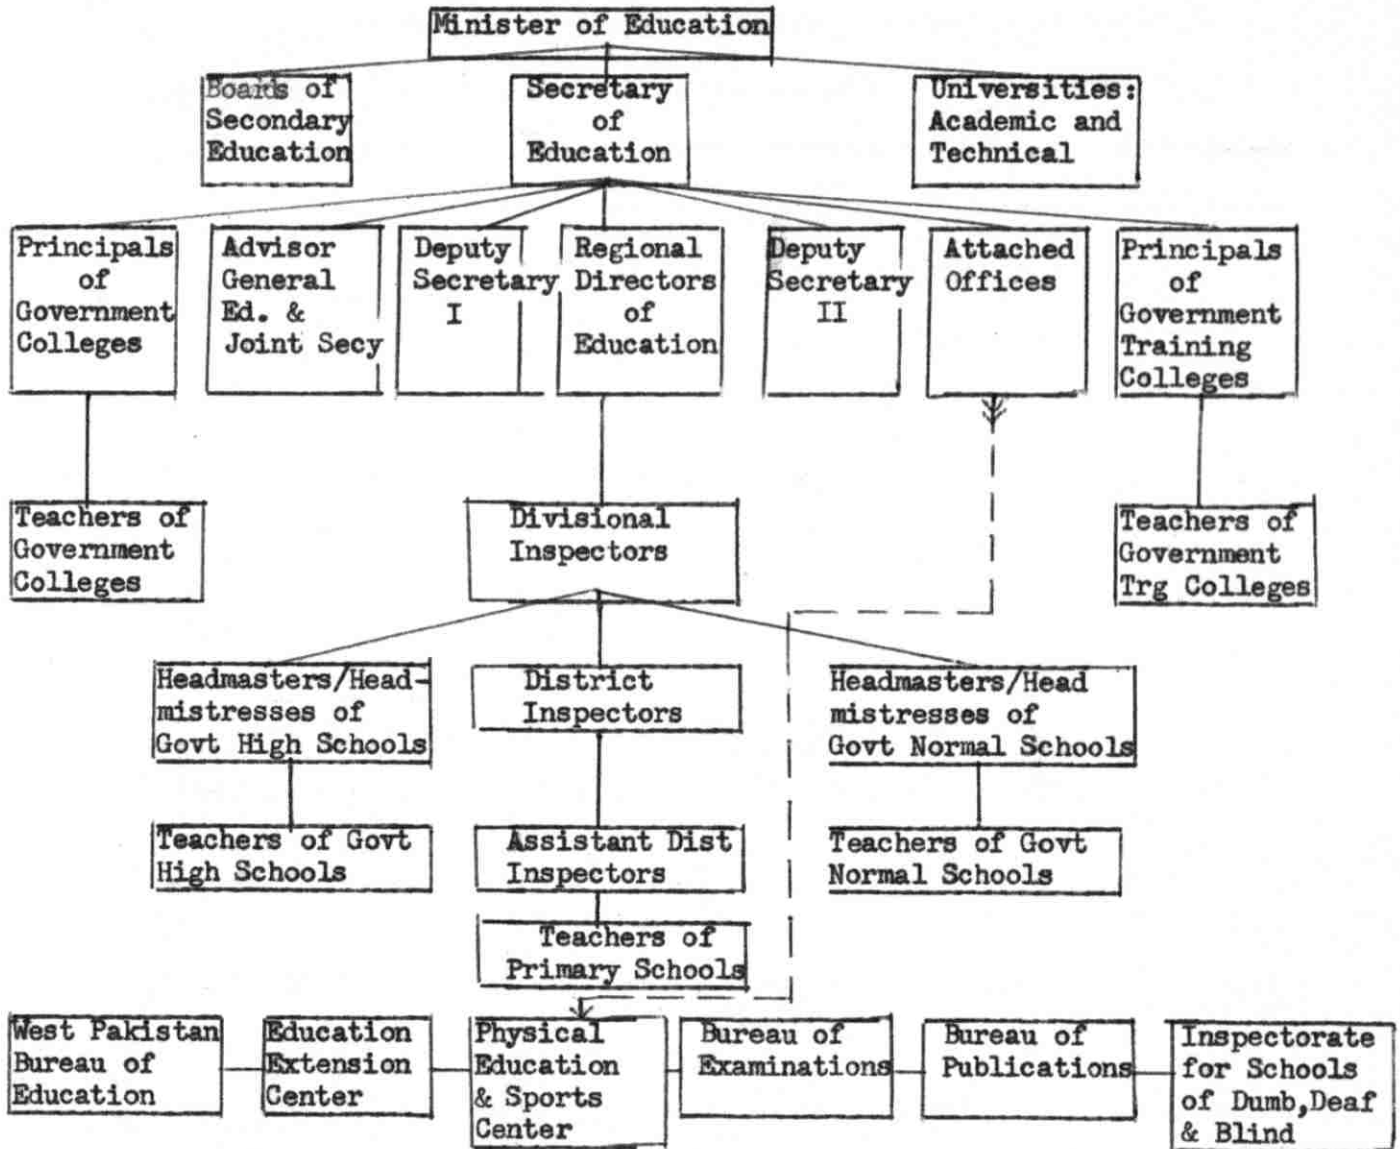 Minister of Education
Boards of
Secondary
Education
Secretary
of
Education
Universities:
Academic and
Technical
Principals
of
Government
Colleges
Advisor
General
Ed. &
Joint Secy
Deputy
Secretary
I
Regional
Directors
of
Education
Deputy
Secretary
II
Attached
Offices
Principals
of
Government
Training
Colleges
Teachers of
Government
Colleges
Divisional
Inspectors
Teachers of
Government
Trg Colleges
Headmasters/Head-
mistresses of
Govt High Schools
District
Inspectors
Headmasters/Head
mistresses of
Govt Normal Schools
Teachers of Govt
High Schools
Assistant Dist
Inspectors
Teachers of Govt
Normal Schools
Teachers of
Primary Schools
West Pakistan
Bureau of
Education
Education
Extension
Center
Physical
Education
& Sports
Center
Bureau of
Examinations
Bureau of
Publications
Inspectorate
for Schools
of Dumb,Deaf
& Blind